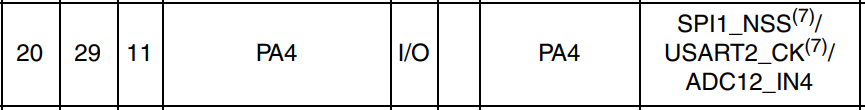 20 29 11 PA4 I/O PA4 SPI1_NSS(7)/
USART2_CK(7)/
ADC12_IN4